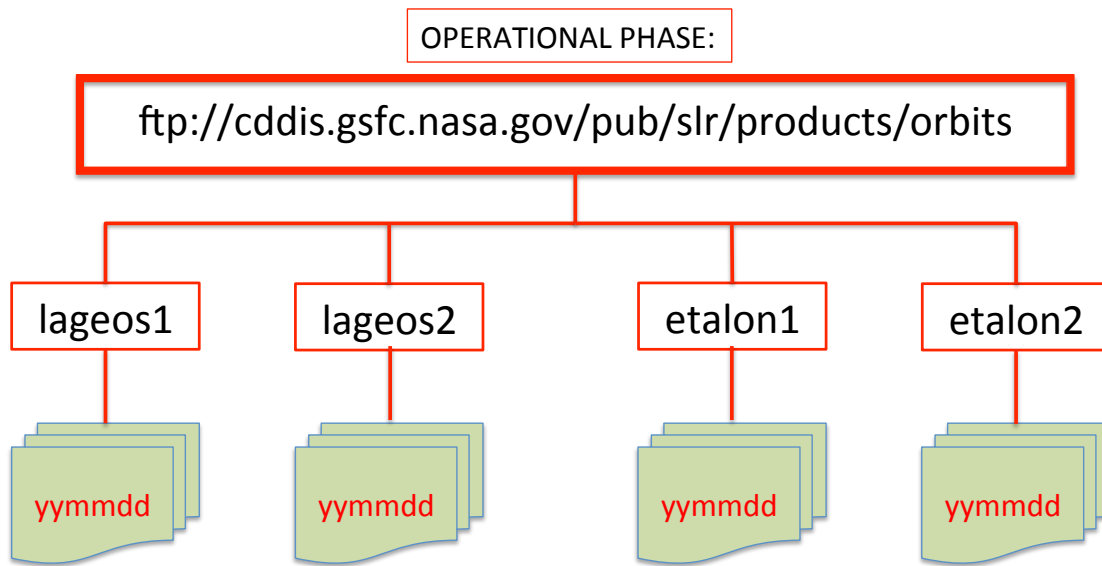 OPERATIONAL PHASE:
ftp://cddis.gsfc.nasa.gov/pub/slr/products/orbits
lageos1
lageos2
etalon1
etalon2
yymmdd
yymmdd
yymmdd
yymmdd